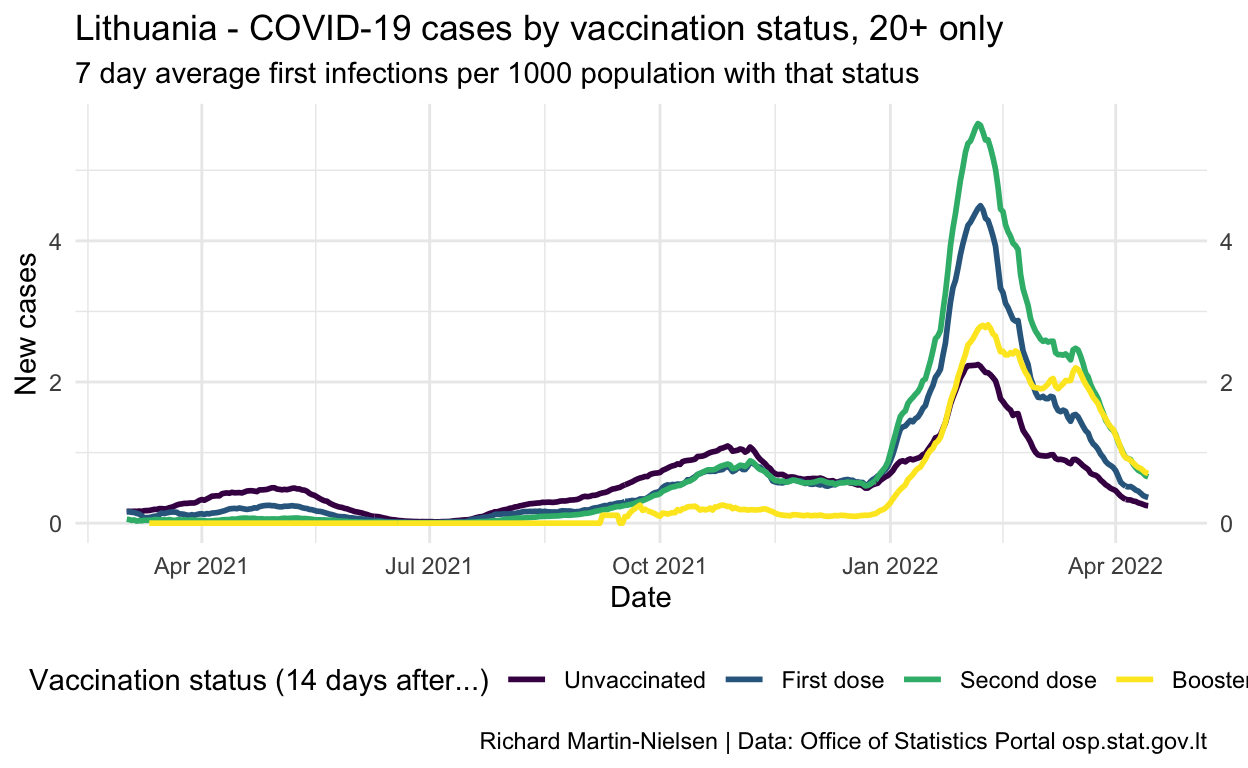 Lithuania - COVID-19 cases by vaccination status, 20+ only
7 day average first infections per 1000 population with that status
New cases
4
2
0
4
2
0
Apr 2021
Jul 2021
Oct 2021
Jan 2022
Apr 2022
Date
Vaccination status (14 days after...) Unvaccinated First dose Second dose Booster
Richard Martin-Nielsen | Data: Office of Statistics Portal osp.stat.gov.lt